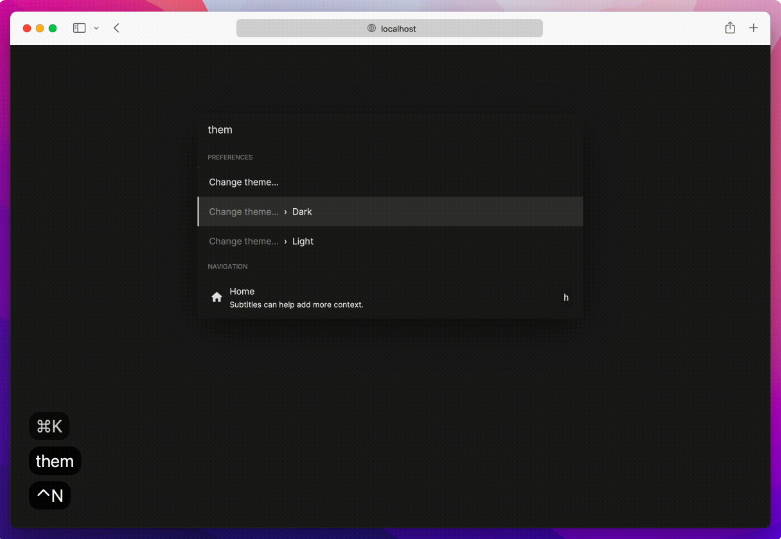 localhost
them
PREFERENCES
Change theme...
Change theme... › Dark
Change theme... › Light
NAVIGATION
Home
Subtitles can help add more context.
h
⌘K
them
^N